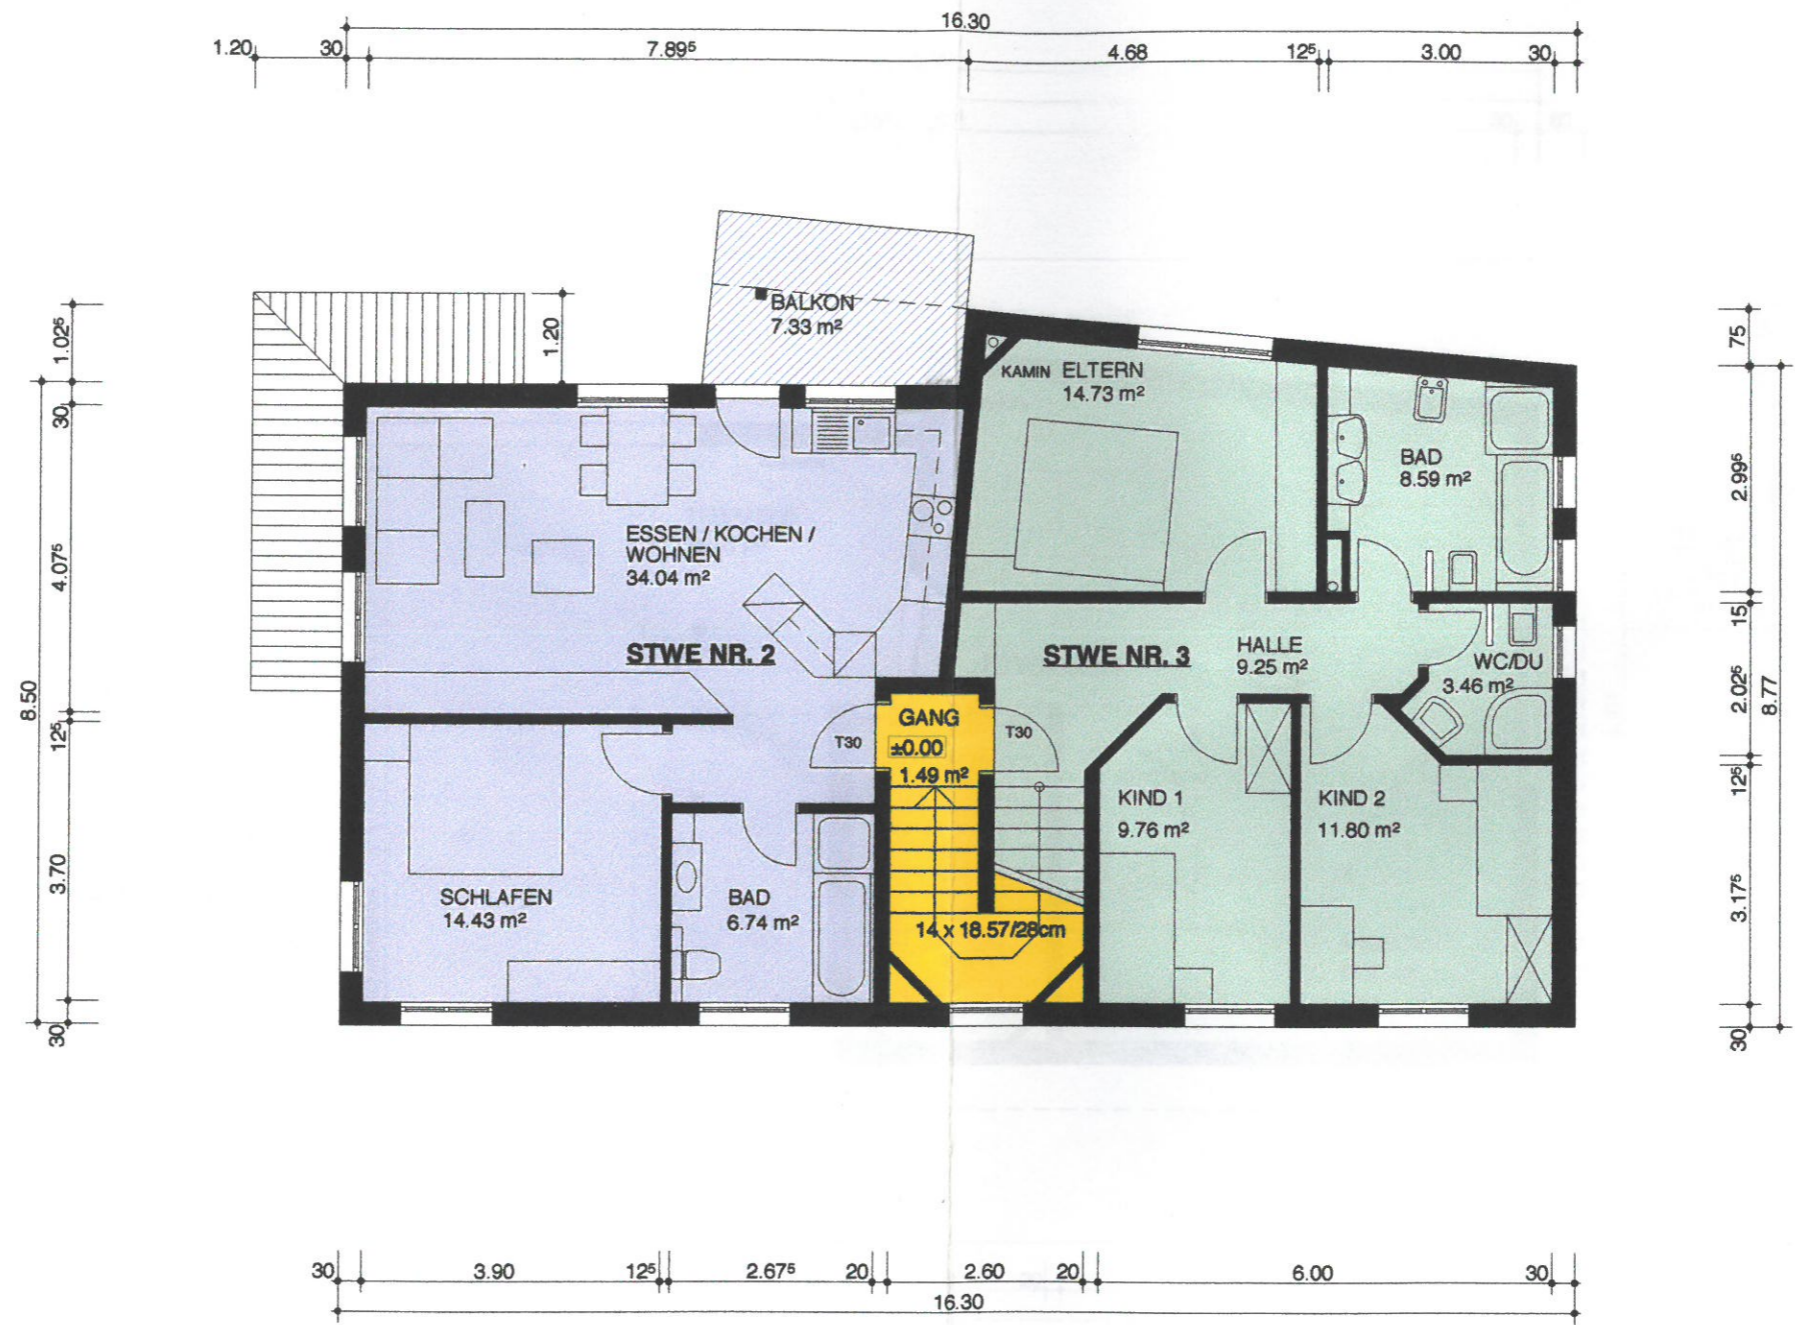 16.30
1.20 30 7.89⁵ 4.68 12⁵ 3.00 30
BALKON
7.33 m²
1.20
KAMIN ELTERN
14.73 m²
BAD
8.59 m²
ESSEN / KOCHEN /
WOHNEN
34.04 m²
STWE NR. 2
STWE NR. 3
HALLE
9.25 m²
WC/DU
3.46 m²
GANG
±0.00
1.49 m²
T30
T30
KIND 1
9.76 m²
KIND 2
11.80 m²
SCHLAFEN
14.43 m²
BAD
6.74 m²
14 x 18.57/28cm
1.02⁵
30
4.07⁵
12⁵
3.70
30
8.50
75
2.99⁵
15
2.02⁵
12⁵
3.17⁵
30
8.77
30 3.90 12⁵ 2.67⁵ 20 2.60 20 6.00 30
16.30